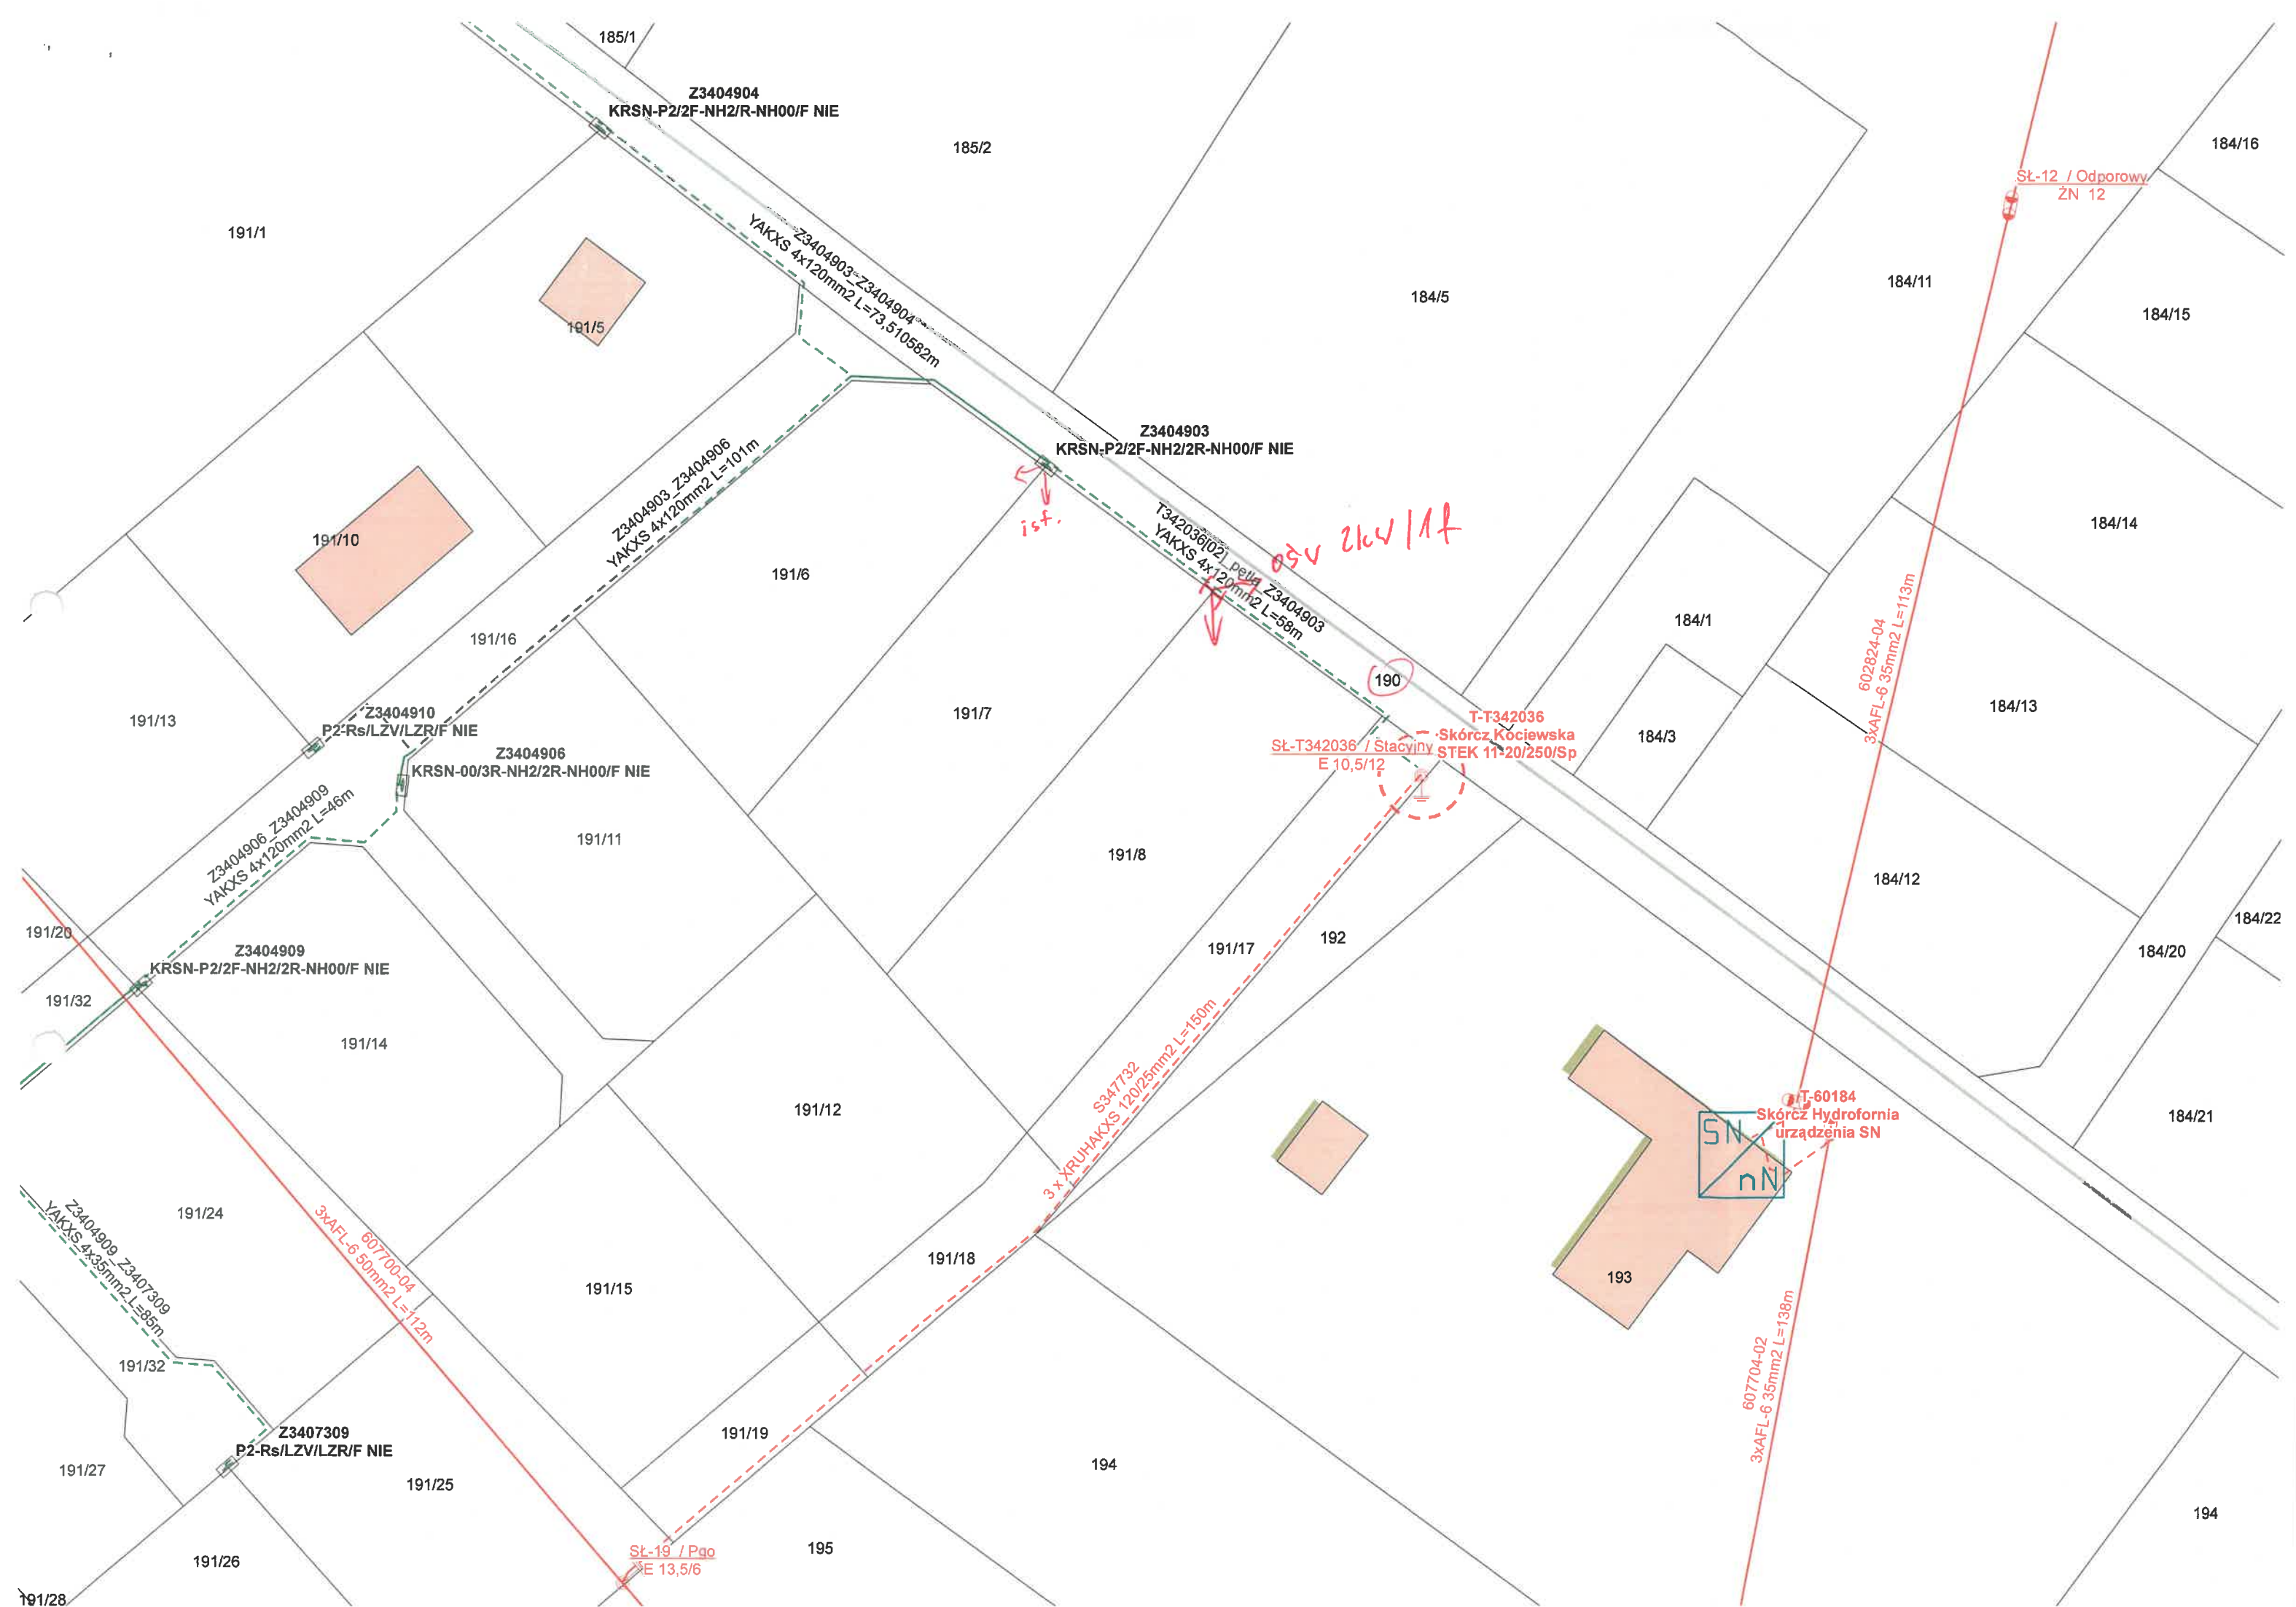 185/1
Z3404904
KRSN-P2/2F-NH2/R-NH00/F NIE
185/2
184/16
SŁ-12 / Odporowy
ŻN 12
191/1
Z3404903_Z3404904
YAKXS 4x120mm2 L=73,510582m
184/5
184/11
184/15
191/5
Z3404903
KRSN-P2/2F-NH2/2R-NH00/F NIE
Z3404903_Z3404906
YAKXS 4x120mm2 L=101m
ist.
T342036[02]_petla_Z3404903
YAKXS 4x120mm2 L=58m
ośw 2kW/1f
184/14
191/10
191/6
184/1
602824-04
3xAFL-6 35mm2 L=113m
191/16
190
184/13
191/13
Z3404910
P2-Rs/LZV/LZR/F NIE
191/7
T-T342036
Skórcz Kociewska
STEK 11-20/250/Sp
SŁ-T342036 / Stacyjny
E 10,5/12
184/3
Z3404906
KRSN-00/3R-NH2/2R-NH00/F NIE
Z3404906_Z3404909
YAKXS 4x120mm2 L=46m
191/11
191/8
184/12
184/22
191/20
Z3404909
KRSN-P2/2F-NH2/2R-NH00/F NIE
191/17
192
184/20
191/32
191/14
S347732
3 x XRUHAKXS 120/25mm2 L=150m
191/12
T-60184
Skórcz Hydrofornia
urządzenia SN
SN
nN
184/21
191/24
Z3404909_Z3407309
YAKXS 4x35mm2 L=85m
607700-04
3xAFL-6 50mm2 L=112m
191/18
191/15
193
607704-02
3xAFL-6 35mm2 L=138m
191/32
Z3407309
P2-Rs/LZV/LZR/F NIE
191/19
191/27
191/25
194
194
195
SŁ-19 / Pgo
E 13,5/6
191/26
191/28